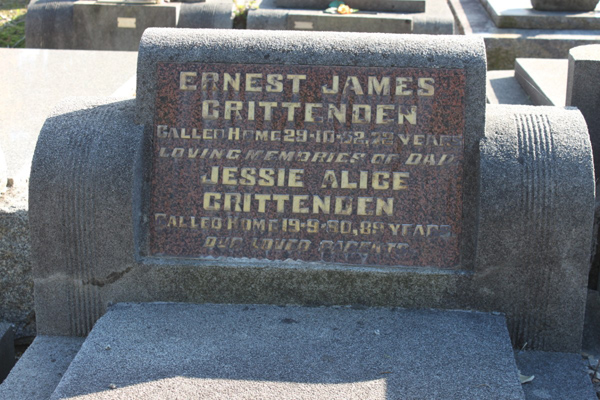 ERNEST JAMES
CRITTENDEN
CALLED HOME 29-10-52, 72 YEARS
LOVING MEMORIES OF DAD
JESSIE ALICE
CRITTENDEN
CALLED HOME 19-9-80, 89 YEARS
OUR LOVED PARENTS